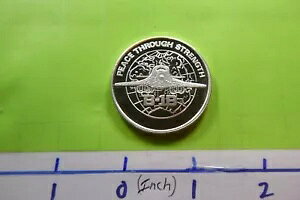 PEACE THROUGH STRENGTH
B-1B
1 0 (Inch) 1 2